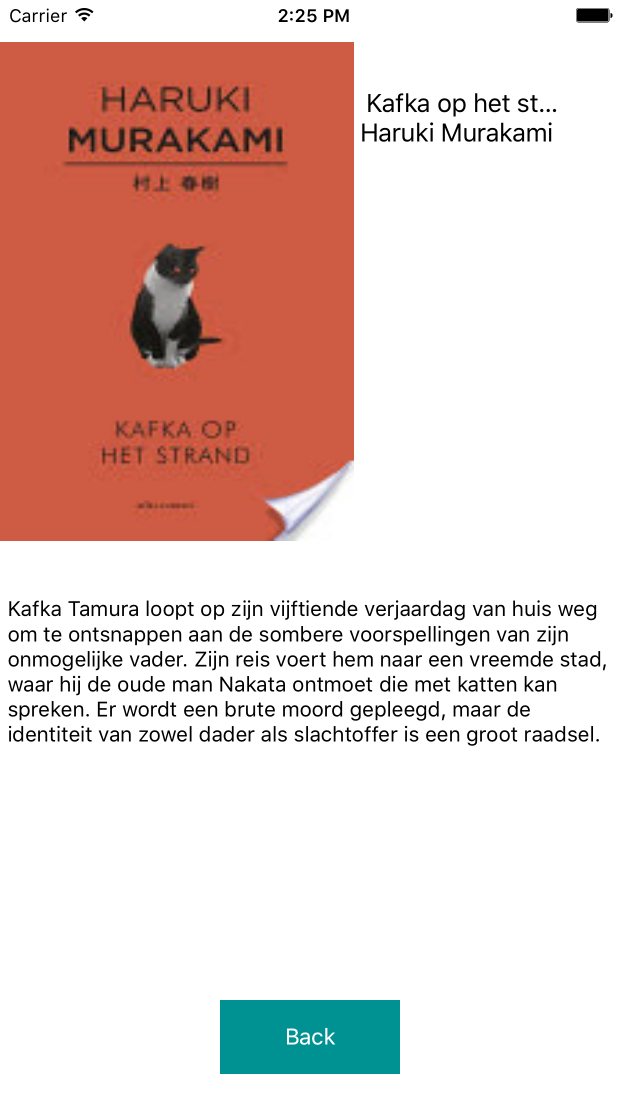 Carrier
2:25 PM
HARUKI
MURAKAMI
村上 春樹
KAFKA OP
HET STRAND
Kafka op het st...
Haruki Murakami
Kafka Tamura loopt op zijn vijftiende verjaardag van huis weg
om te ontsnappen aan de sombere voorspellingen van zijn
onmogelijke vader. Zijn reis voert hem naar een vreemde stad,
waar hij de oude man Nakata ontmoet die met katten kan
spreken. Er wordt een brute moord gepleegd, maar de
identiteit van zowel dader als slachtoffer is een groot raadsel.
Back